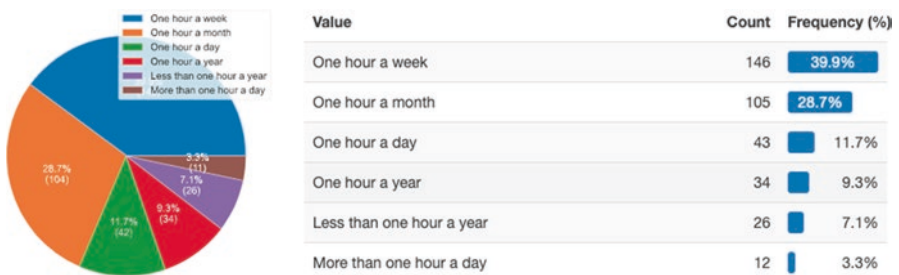 One hour a week
One hour a month
One hour a day
One hour a year
Less than one hour a year
More than one hour a day
28.7%
(104)
11.7%
(42)
9.3%
(34)
7.1%
(26)
3.3%
(11)
Value Count Frequency (%)
One hour a week 146 39.9%
One hour a month 105 28.7%
One hour a day 43 11.7%
One hour a year 34 9.3%
Less than one hour a year 26 7.1%
More than one hour a day 12 3.3%